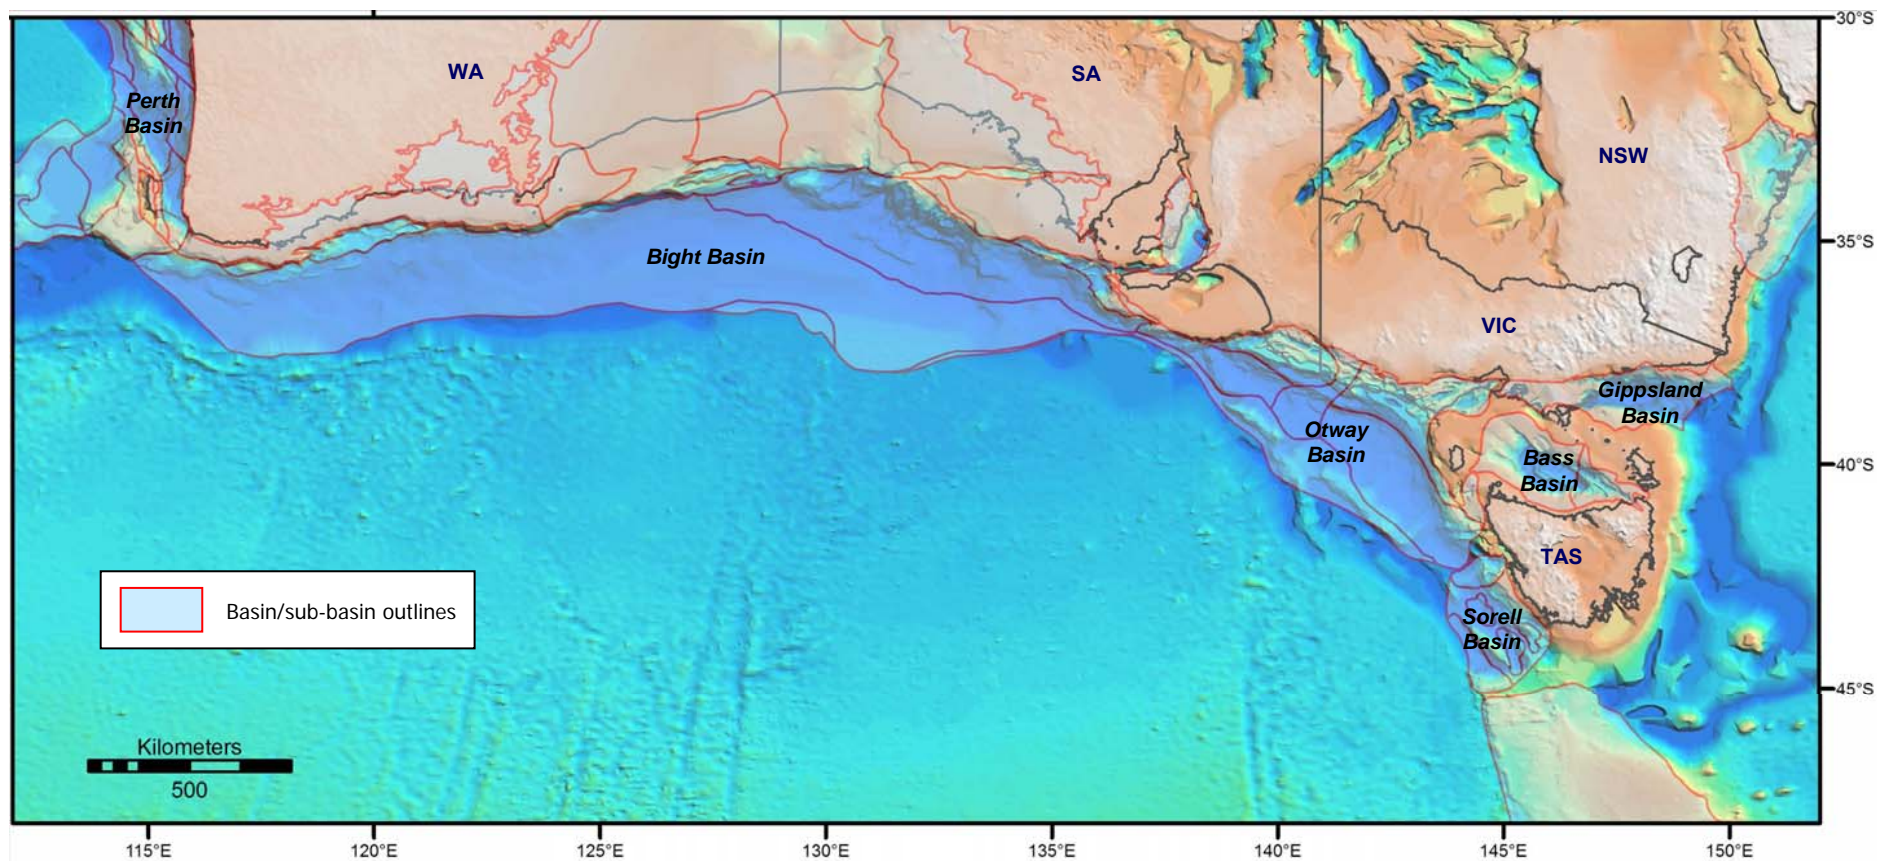 30°S
WA
SA
Perth
Basin
NSW
35°S
Bight Basin
VIC
Gippsland
Basin
Otway
Basin
Bass
Basin
40°S
TAS
Basin/sub-basin outlines
Sorell
Basin
45°S
Kilometers
500
115°E
120°E
125°E
130°E
135°E
140°E
145°E
150°E